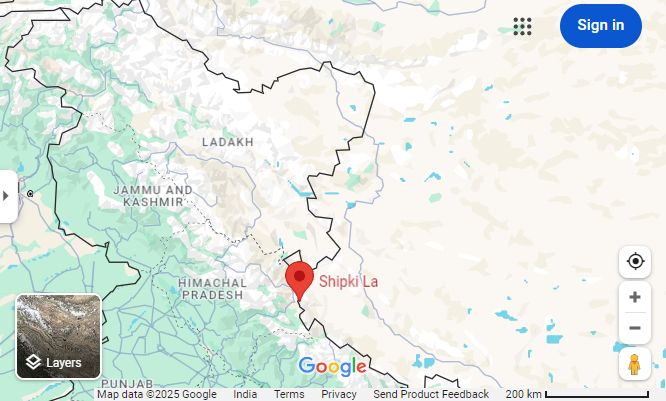 Sign in
LADAKH
JAMMU AND
KASHMIR
Shipki La
HIMACHAL
PRADESH
Layers
Google
PUNJAB
Map data ©2025 Google India Terms Privacy Send Product Feedback 200 km